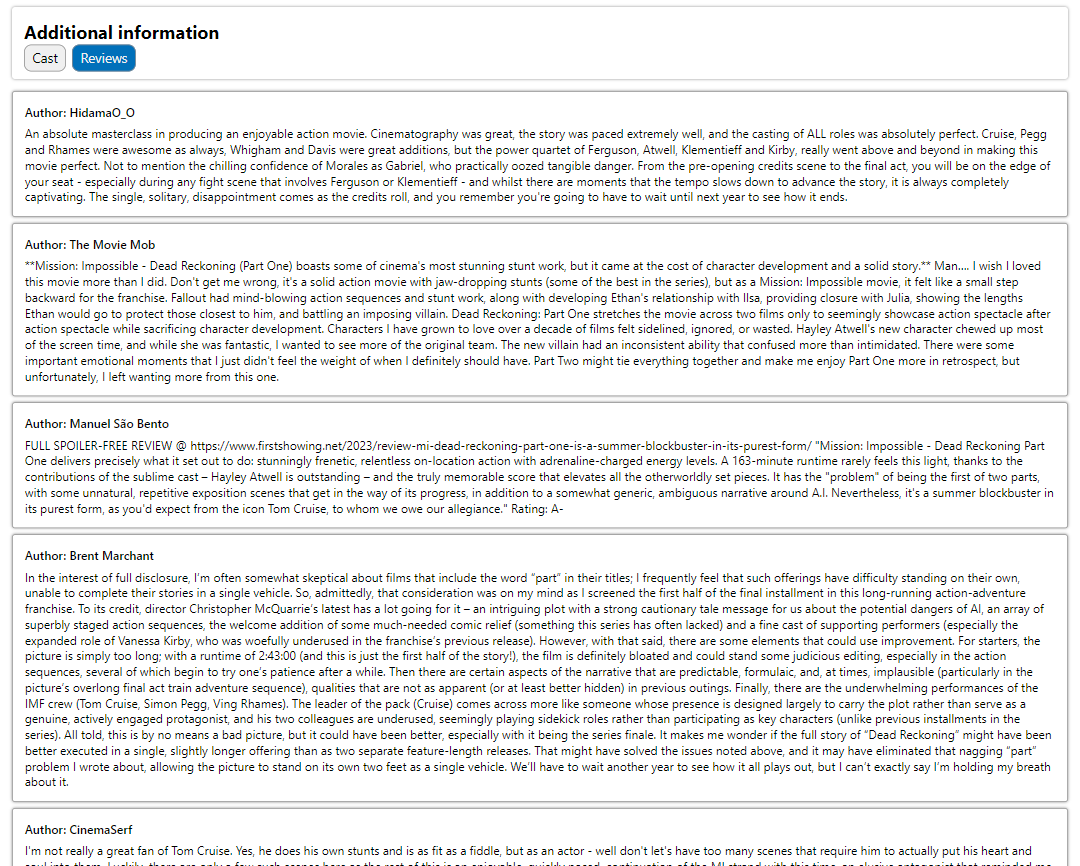 Additional information
Cast
Reviews
Author: HidamaO_O
An absolute masterclass in producing an enjoyable action movie. Cinematography was great, the story was paced extremely well, and the casting of ALL roles was absolutely perfect. Cruise, Pegg
and Rhames were awesome as always, Whigham and Davis were great additions, but the power quartet of Ferguson, Atwell, Klementieff and Kirby, really went above and beyond in making this
movie perfect. Not to mention the chilling confidence of Morales as Gabriel, who practically oozed tangible danger. From the pre-opening credits scene to the final act, you will be on the edge of
your seat - especially during any fight scene that involves Ferguson or Klementieff - and whilst there are moments that the tempo slows down to advance the story, it is always completely
captivating. The single, solitary, disappointment comes as the credits roll, and you remember you're going to have to wait until next year to see how it ends.
Author: The Movie Mob
**Mission: Impossible - Dead Reckoning (Part One) boasts some of cinema's most stunning stunt work, but it came at the cost of character development and a solid story.** Man.... I wish I loved
this movie more than I did. Don't get me wrong, it's a solid action movie with jaw-dropping stunts (some of the best in the series), but as a Mission: Impossible movie, it felt like a small step
backward for the franchise. Fallout had mind-blowing action sequences and stunt work, along with developing Ethan's relationship with Ilsa, providing closure with Julia, showing the lengths
Ethan would go to protect those closest to him, and battling an imposing villain. Dead Reckoning: Part One stretches the movie across two films only to seemingly showcase action spectacle after
action spectacle while sacrificing character development. Characters I have grown to love over a decade of films felt sidelined, ignored, or wasted. Hayley Atwell's new character chewed up most
of the screen time, and while she was fantastic, I wanted to see more of the original team. The new villain had an inconsistent ability that confused more than intimidated. There were some
important emotional moments that I just didn't feel the weight of when I definitely should have. Part Two might tie everything together and make me enjoy Part One more in retrospect, but
unfortunately, I left wanting more from this one.
Author: Manuel São Bento
FULL SPOILER-FREE REVIEW @ https://www.firstshowing.net/2023/review-mi-dead-reckoning-part-one-is-a-summer-blockbuster-in-its-purest-form/ "Mission: Impossible - Dead Reckoning Part
One delivers precisely what it set out to do: stunningly frenetic, relentless on-location action with adrenaline-charged energy levels. A 163-minute runtime rarely feels this light, thanks to the
contributions of the sublime cast – Hayley Atwell is outstanding – and the truly memorable score that elevates all the otherworldly set pieces. It has the "problem" of being the first of two parts,
with some unnatural, repetitive exposition scenes that get in the way of its progress, in addition to a somewhat generic, ambiguous narrative around A.I. Nevertheless, it's a summer blockbuster in
its purest form, as you'd expect from the icon Tom Cruise, to whom we owe our allegiance." Rating: A-
Author: Brent Marchant
In the interest of full disclosure, I’m often somewhat skeptical about films that include the word “part” in their titles; I frequently feel that such offerings have difficulty standing on their own,
unable to complete their stories in a single vehicle. So, admittedly, that consideration was on my mind as I screened the first half of the final installment in this long-running action-adventure
franchise. To its credit, director Christopher McQuarrie’s latest has a lot going for it – an intriguing plot with a strong cautionary tale message for us about the potential dangers of AI, an array of
superbly staged action sequences, the welcome addition of some much-needed comic relief (something this series has often lacked) and a fine cast of supporting performers (especially the
expanded role of Vanessa Kirby, who was woefully underused in the franchise’s previous release). However, with that said, there are some elements that could use improvement. For starters, the
picture is simply too long; with a runtime of 2:43:00 (and this is just the first half of the story!), the film is definitely bloated and could stand some judicious editing, especially in the action
sequences, several of which begin to try one’s patience after a while. Then there are certain aspects of the narrative that are predictable, formulaic, and, at times, implausible (particularly in the
picture’s overlong final act train adventure sequence), qualities that are not as apparent (or at least better hidden) in previous outings. Finally, there are the underwhelming performances of the
IMF crew (Tom Cruise, Simon Pegg, Ving Rhames). The leader of the pack (Cruise) comes across more like someone whose presence is designed largely to carry the plot rather than serve as a
genuine, actively engaged protagonist, and his two colleagues are underused, seemingly playing sidekick roles rather than participating as key characters (unlike previous installments in the
series). All told, this is by no means a bad picture, but it could have been better, especially with it being the series finale. It makes me wonder if the full story of “Dead Reckoning” might have been
better executed in a single, slightly longer offering than as two separate feature-length releases. That might have solved the issues noted above, and it may have eliminated that nagging “part”
problem I wrote about, allowing the picture to stand on its own two feet as a single vehicle. We’ll have to wait another year to see how it all plays out, but I can’t exactly say I’m holding my breath
about it.
Author: CinemaSerf
I'm not really a great fan of Tom Cruise. Yes, he does his own stunts and is as fit as a fiddle, but as an actor - well don't let's have too many scenes that require him to actually put his heart and